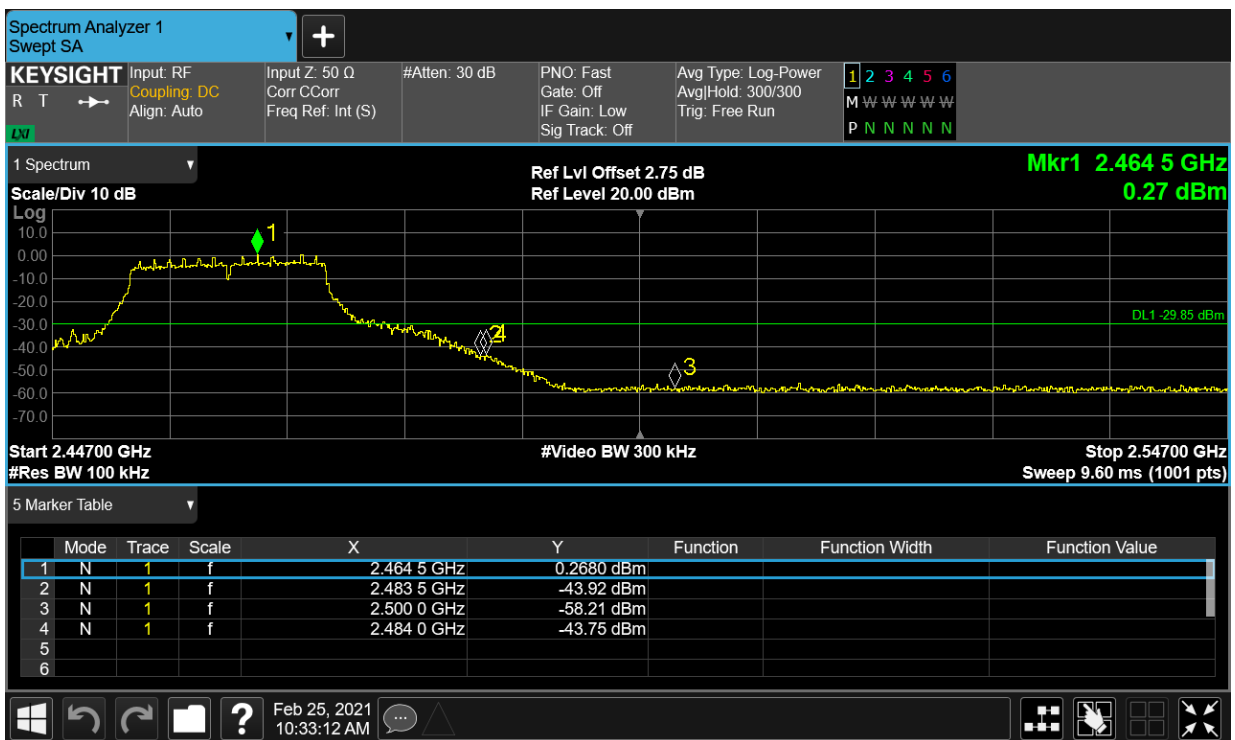 Spectrum Analyzer 1
Swept SA
KEYSIGHT
R T
LXI
Input: RF
Coupling: DC
Align: Auto
Input Z: 50 Ω
Corr CCorr
Freq Ref: Int (S)
#Atten: 30 dB
PNO: Fast
Gate: Off
IF Gain: Low
Sig Track: Off
Avg Type: Log-Power
Avg|Hold: 300/300
Trig: Free Run
1 2 3 4 5 6
M W W W W W
P N N N N N
1 Spectrum
Scale/Div 10 dB
Log
Ref Lvl Offset 2.75 dB
Ref Level 20.00 dBm
Mkr1 2.464 5 GHz
0.27 dBm
10.0
0.00
-10.0
-20.0
-30.0
-40.0
-50.0
-60.0
-70.0
1
2 4
3
DL1 -29.85 dBm
Start 2.44700 GHz
#Res BW 100 kHz
#Video BW 300 kHz
Stop 2.54700 GHz
Sweep 9.60 ms (1001 pts)
5 Marker Table
Mode Trace Scale X Y Function Function Width Function Value
1 N 1 f 2.464 5 GHz 0.2680 dBm
2 N 1 f 2.483 5 GHz -43.92 dBm
3 N 1 f 2.500 0 GHz -58.21 dBm
4 N 1 f 2.484 0 GHz -43.75 dBm
5
6
?
Feb 25, 2021
10:33:12 AM